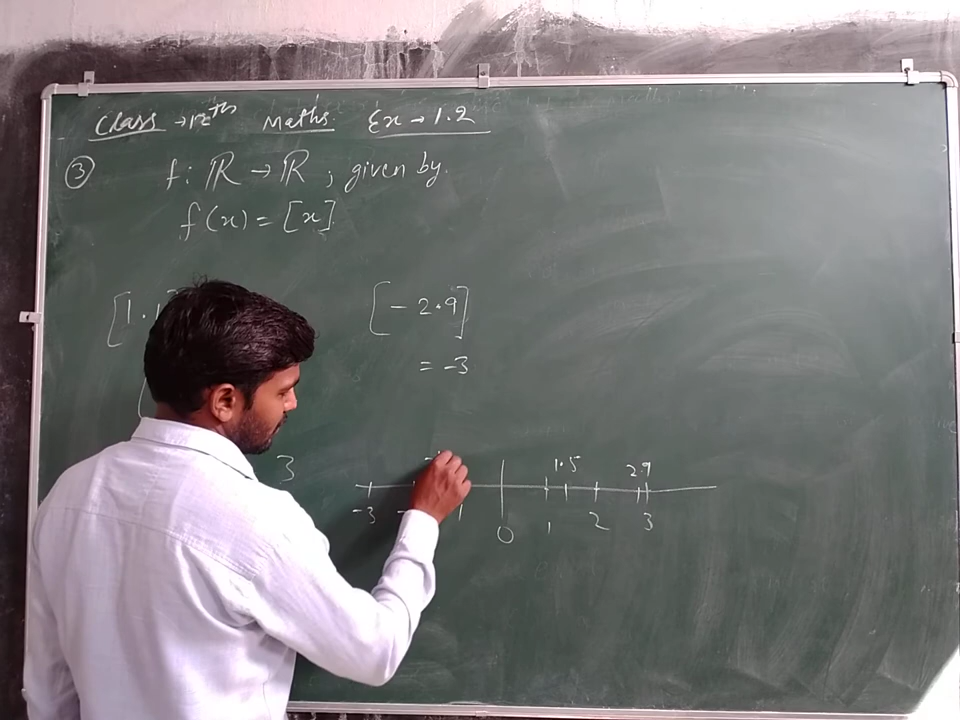 Class → 12th Maths Ex → 1.2
③ f: ℝ → ℝ ; given by.
f(x) = [x]
[1.1 [-2.9]
= -3
3 1.5 2.9
-3 1 0 1 2 3